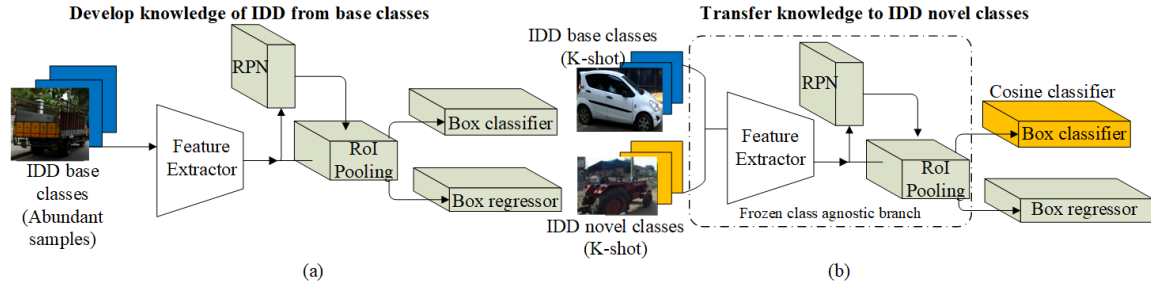 Develop knowledge of IDD from base classes
RPN
Feature
Extractor
RoI
Pooling
Box classifier
Box regressor
IDD base
classes
(Abundant
samples)
(a)
Transfer knowledge to IDD novel classes
IDD base classes
(K-shot)
RPN
Cosine classifier
Box classifier
Feature
Extractor
RoI
Pooling
Box regressor
Frozen class agnostic branch
IDD novel classes
(K-shot)
(b)